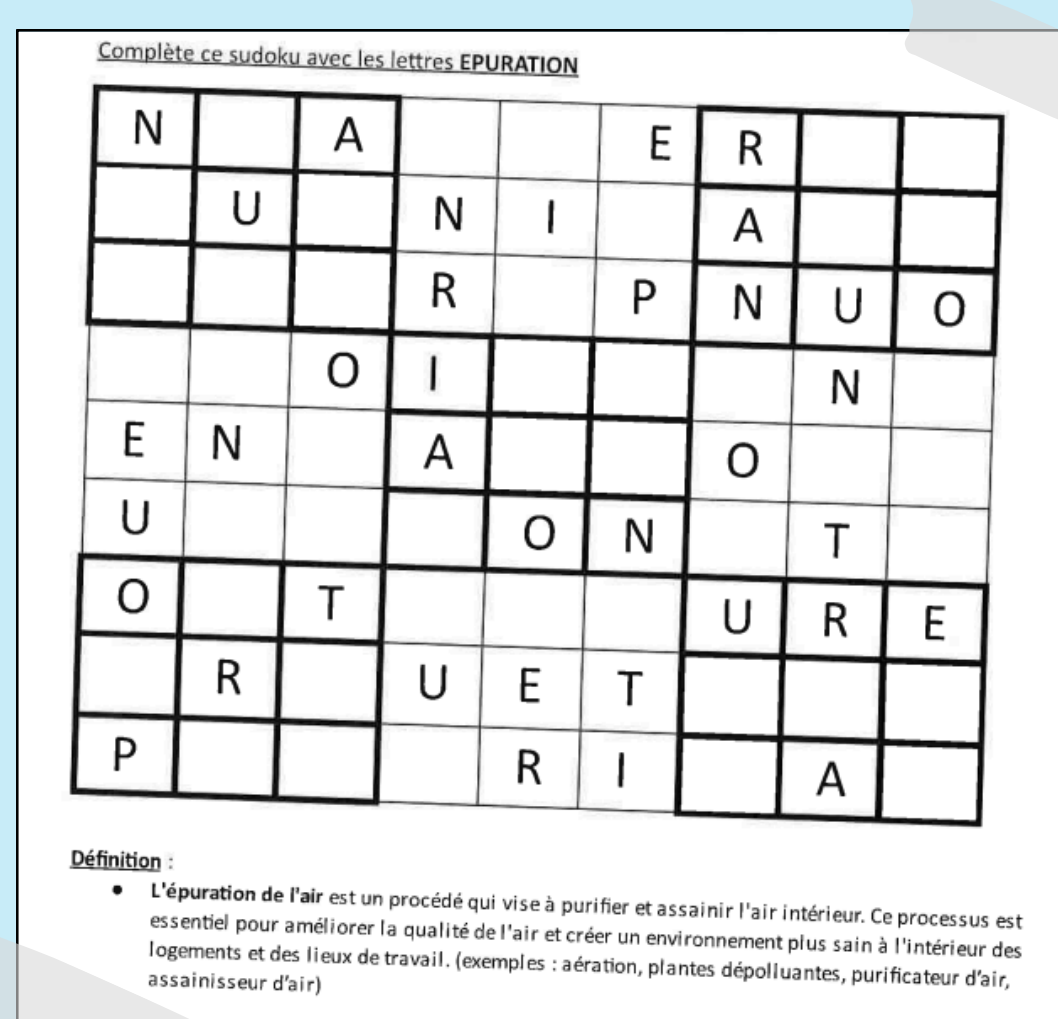 Complète ce sudoku avec les lettres EPURATION
N A E R
U N I A
R P N U O
O I N
E N A O
U O N T
O T U R E
R U E T
P R I A
Définition :
● L'épuration de l'air est un procédé qui vise à purifier et assainir l'air intérieur. Ce processus est
essentiel pour améliorer la qualité de l'air et créer un environnement plus sain à l'intérieur des
logements et des lieux de travail. (exemples : aération, plantes dépolluantes, purificateur d'air,
assainisseur d'air)